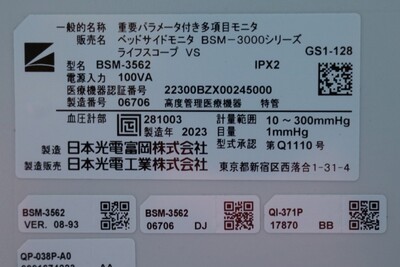 一般的名称 重要パラメータ付き多項目モニタ
販売名 ベッドサイドモニタ BSM-3000シリーズ
ライフスコープ VS GS1-128
型名 BSM-3562 IPX2
電源入力 100VA
医療機器認証番号 22300BZX00245000
製造番号 06706 高度管理医療機器 特管
血圧計部 281003 計量範囲 10~300mmHg
製造年 2023 目量 1mmHg
型式承認 第Q1110号
製造 日本光電富岡株式会社
製造販売 日本光電工業株式会社 東京都新宿区西落合1-31-4
BSM-3562
VER. 08-93
BSM-3562
06706 DJ
QI-371P
17870 BB
QP-038P-A0